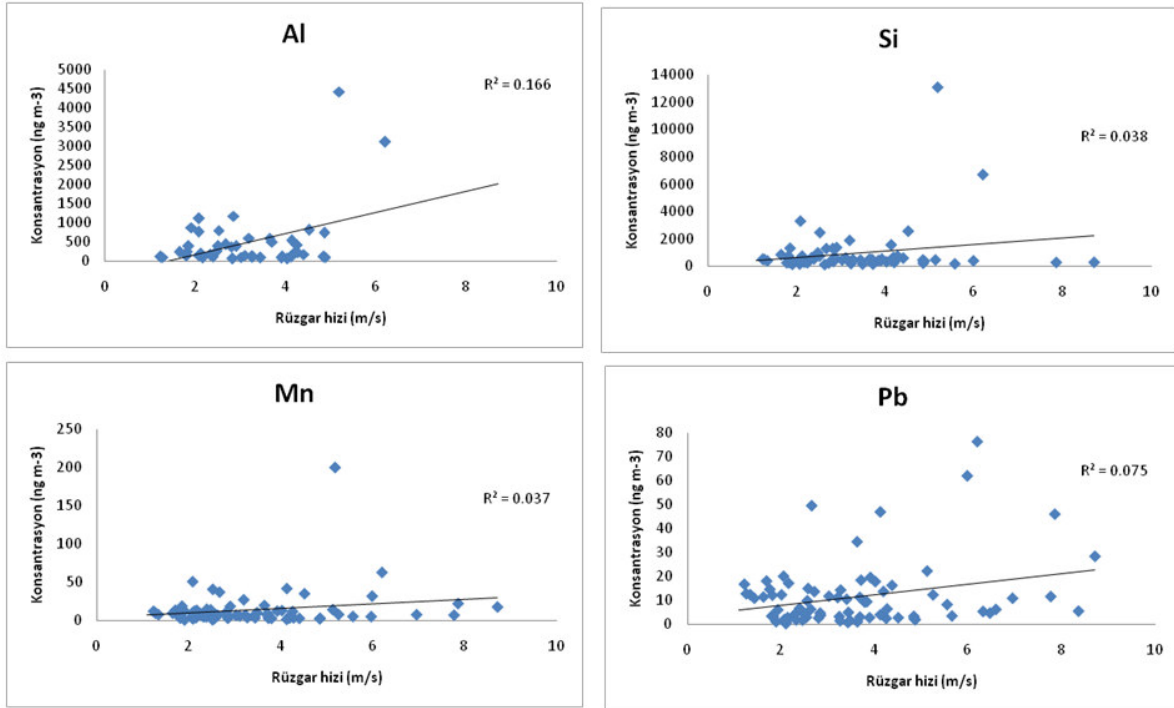 Al
Konsantrasyon (ng m-3)
5000
4500
4000
3500
3000
2500
2000
1500
1000
500
0
R² = 0.166
0 2 4 6 8 10
Rüzgar hizi (m/s)
Si
Konsantrasyon (ng m-3)
14000
12000
10000
8000
6000
4000
2000
0
R² = 0.038
0 2 4 6 8 10
Rüzgar hizi (m/s)
Mn
Konsantrasyon (ng m-3)
250
200
150
100
50
0
R² = 0.037
0 2 4 6 8 10
Rüzgar hizi (m/s)
Pb
Konsantrasyon (ng m-3)
80
70
60
50
40
30
20
10
0
R² = 0.075
0 2 4 6 8 10
Rüzgar hizi (m/s)